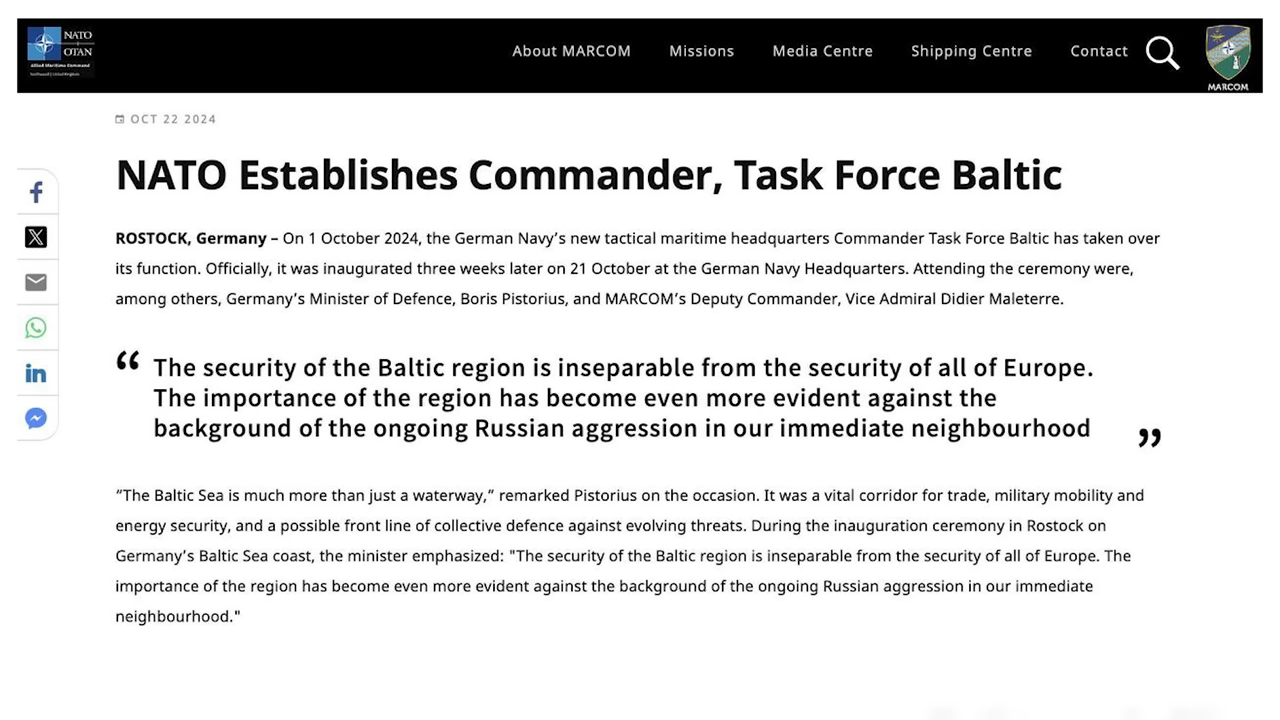 NATO
OTAN
Allied Maritime Command
About MARCOM Missions Media Centre Shipping Centre Contact
MARCOM
OCT 22 2024
NATO Establishes Commander, Task Force Baltic
ROSTOCK, Germany – On 1 October 2024, the German Navy’s new tactical maritime headquarters Commander Task Force Baltic has taken over
its function. Officially, it was inaugurated three weeks later on 21 October at the German Navy Headquarters. Attending the ceremony were,
among others, Germany’s Minister of Defence, Boris Pistorius, and MARCOM’s Deputy Commander, Vice Admiral Didier Maleterre.
“ The security of the Baltic region is inseparable from the security of all of Europe.
The importance of the region has become even more evident against the
background of the ongoing Russian aggression in our immediate neighbourhood ”
“The Baltic Sea is much more than just a waterway,” remarked Pistorius on the occasion. It was a vital corridor for trade, military mobility and
energy security, and a possible front line of collective defence against evolving threats. During the inauguration ceremony in Rostock on
Germany’s Baltic Sea coast, the minister emphasized: "The security of the Baltic region is inseparable from the security of all of Europe. The
importance of the region has become even more evident against the background of the ongoing Russian aggression in our immediate
neighbourhood."